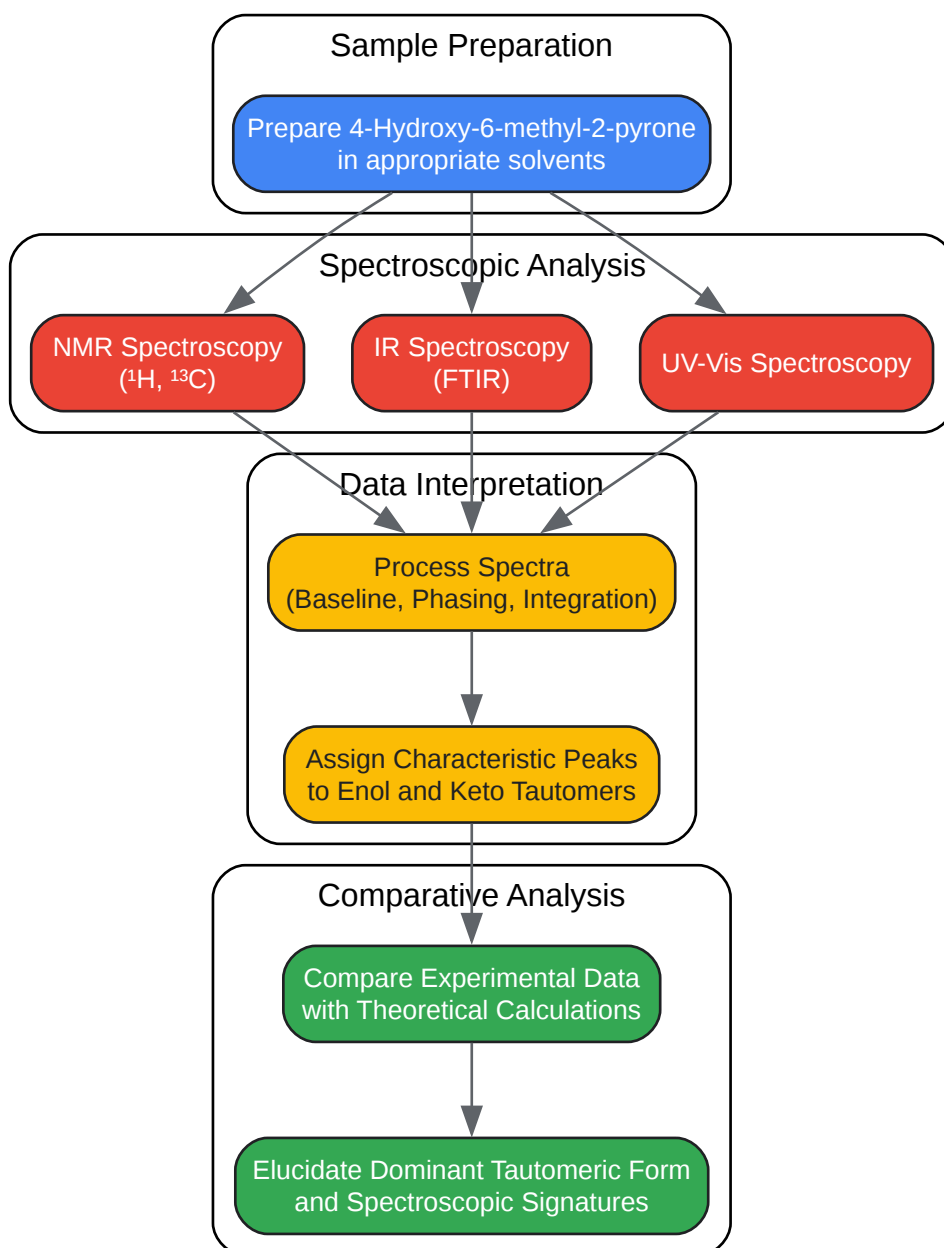 Sample Preparation
Prepare 4-Hydroxy-6-methyl-2-pyrone
in appropriate solvents
Spectroscopic Analysis
NMR Spectroscopy
(¹H, ¹³C)
IR Spectroscopy
(FTIR)
UV-Vis Spectroscopy
Data Interpretation
Process Spectra
(Baseline, Phasing, Integration)
Assign Characteristic Peaks
to Enol and Keto Tautomers
Comparative Analysis
Compare Experimental Data
with Theoretical Calculations
Elucidate Dominant Tautomeric Form
and Spectroscopic Signatures